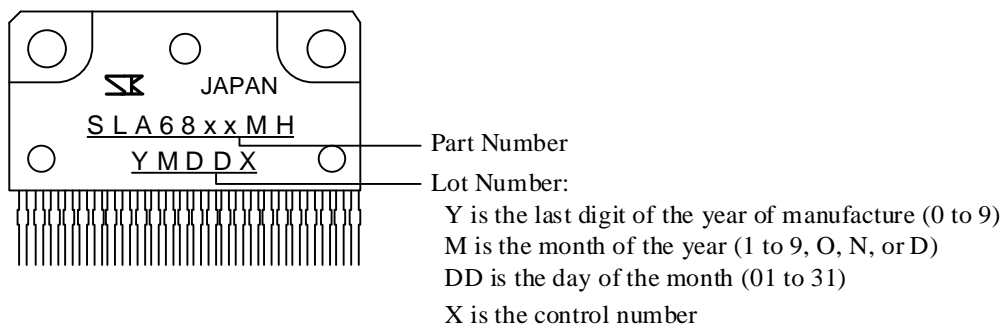 JAPAN
SLA68xxMH
YMDDX
Part Number
Lot Number:
Y is the last digit of the year of manufacture (0 to 9)
M is the month of the year (1 to 9, O, N, or D)
DD is the day of the month (01 to 31)
X is the control number